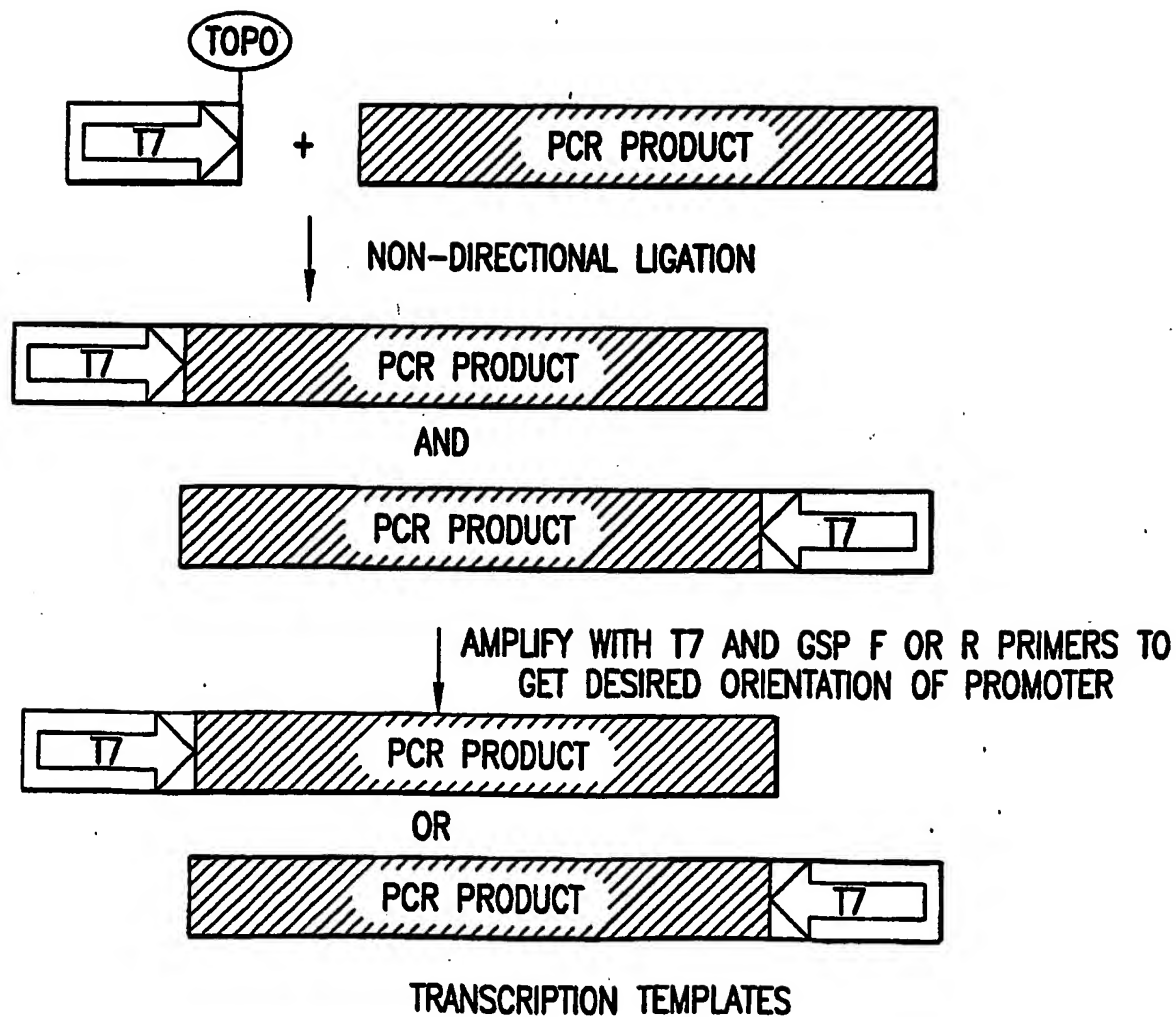 TOPO
T7
+
PCR PRODUCT
NON-DIRECTIONAL LIGATION
T7
PCR PRODUCT
AND
PCR PRODUCT
T7
AMPLIFY WITH T7 AND GSP F OR R PRIMERS TO
GET DESIRED ORIENTATION OF PROMOTER
T7
PCR PRODUCT
OR
PCR PRODUCT
T7
TRANSCRIPTION TEMPLATES